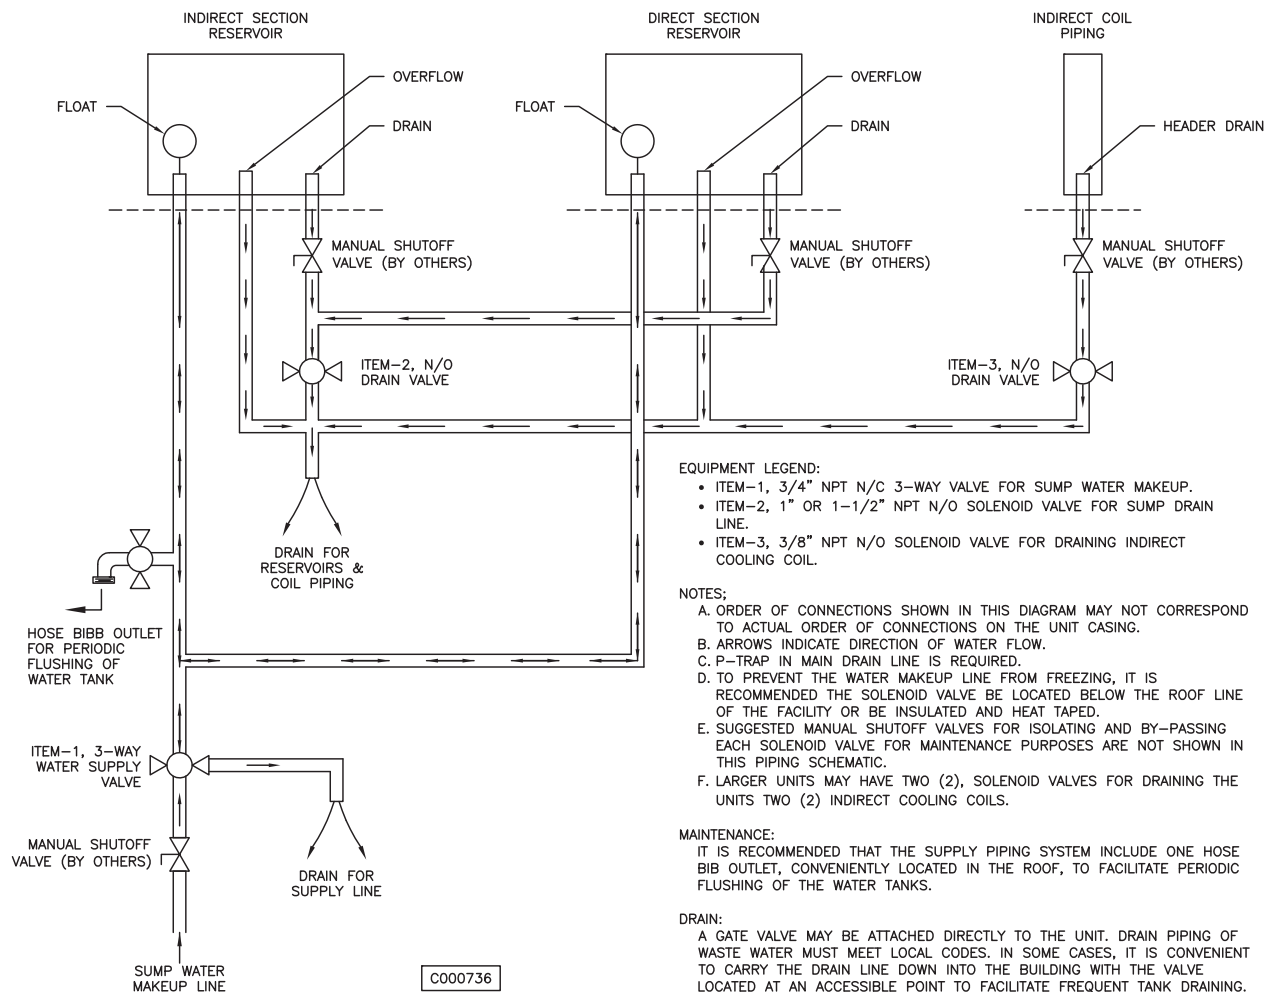 INDIRECT SECTION
RESERVOIR
DIRECT SECTION
RESERVOIR
INDIRECT COIL
PIPING
OVERFLOW
OVERFLOW
FLOAT
FLOAT
DRAIN
DRAIN
HEADER DRAIN
MANUAL SHUTOFF
VALVE (BY OTHERS)
MANUAL SHUTOFF
VALVE (BY OTHERS)
MANUAL SHUTOFF
VALVE (BY OTHERS)
ITEM-2, N/O
DRAIN VALVE
ITEM-3, N/O
DRAIN VALVE
DRAIN FOR
RESERVOIRS &
COIL PIPING
HOSE BIBB OUTLET
FOR PERIODIC
FLUSHING OF
WATER TANK
ITEM-1, 3-WAY
WATER SUPPLY
VALVE
MANUAL SHUTOFF
VALVE (BY OTHERS)
DRAIN FOR
SUPPLY LINE
SUMP WATER
MAKEUP LINE
C000736
EQUIPMENT LEGEND:
• ITEM-1, 3/4" NPT N/C 3-WAY VALVE FOR SUMP WATER MAKEUP.
• ITEM-2, 1" OR 1-1/2" NPT N/O SOLENOID VALVE FOR SUMP DRAIN
LINE.
• ITEM-3, 3/8" NPT N/O SOLENOID VALVE FOR DRAINING INDIRECT
COOLING COIL.
NOTES;
A. ORDER OF CONNECTIONS SHOWN IN THIS DIAGRAM MAY NOT CORRESPOND
TO ACTUAL ORDER OF CONNECTIONS ON THE UNIT CASING.
B. ARROWS INDICATE DIRECTION OF WATER FLOW.
C. P-TRAP IN MAIN DRAIN LINE IS REQUIRED.
D. TO PREVENT THE WATER MAKEUP LINE FROM FREEZING, IT IS
RECOMMENDED THE SOLENOID VALVE BE LOCATED BELOW THE ROOF LINE
OF THE FACILITY OR BE INSULATED AND HEAT TAPED.
E. SUGGESTED MANUAL SHUTOFF VALVES FOR ISOLATING AND BY-PASSING
EACH SOLENOID VALVE FOR MAINTENANCE PURPOSES ARE NOT SHOWN IN
THIS PIPING SCHEMATIC.
F. LARGER UNITS MAY HAVE TWO (2), SOLENOID VALVES FOR DRAINING THE
UNITS TWO (2) INDIRECT COOLING COILS.
MAINTENANCE:
IT IS RECOMMENDED THAT THE SUPPLY PIPING SYSTEM INCLUDE ONE HOSE
BIB OUTLET, CONVENIENTLY LOCATED IN THE ROOF, TO FACILITATE PERIODIC
FLUSHING OF THE WATER TANKS.
DRAIN:
A GATE VALVE MAY BE ATTACHED DIRECTLY TO THE UNIT. DRAIN PIPING OF
WASTE WATER MUST MEET LOCAL CODES. IN SOME CASES, IT IS CONVENIENT
TO CARRY THE DRAIN LINE DOWN INTO THE BUILDING WITH THE VALVE
LOCATED AT AN ACCESSIBLE POINT TO FACILITATE FREQUENT TANK DRAINING.